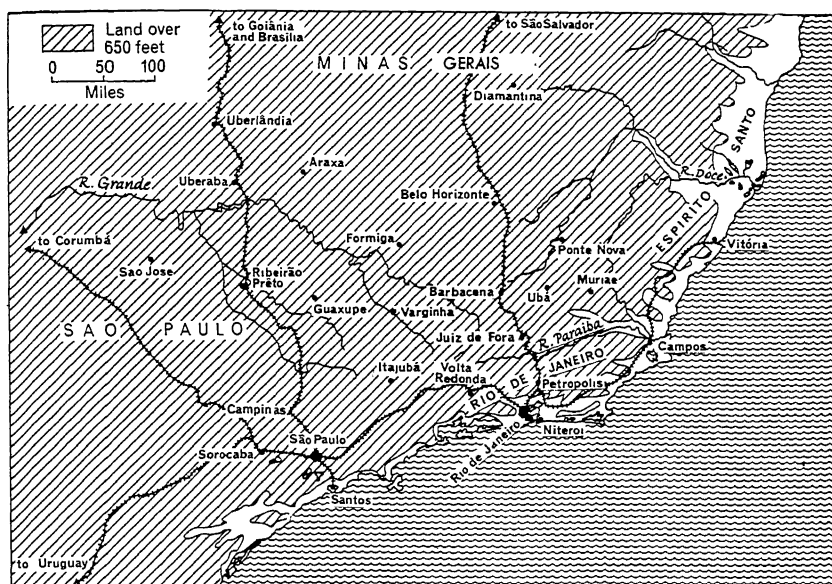 to Goiânia
and Brasília
to São Salvador
Land over
650 feet
0 50 100
Miles
MINAS GERAIS
Diamantina
Uberlândia
Araxa
SANTO
R. Doce
Uberaba
R. Grande
Belo Horizonte
ESPIRITO
to Corumbá
Formiga
Ponte Nova
Vitória
Sao Jose
Ribeirão
Prêto
Barbacena
Ubá
Muriae
Guaxupe
Varginha
SAO PAULO
Juiz de Fora
R. Paraiba
Campos
Itajubá
Volta
Redonda
RIO DE JANEIRO
Petropolis
Campinas
São Paulo
Rio de Janeiro
Niteroi
Sorocaba
Santos
to Uruguay